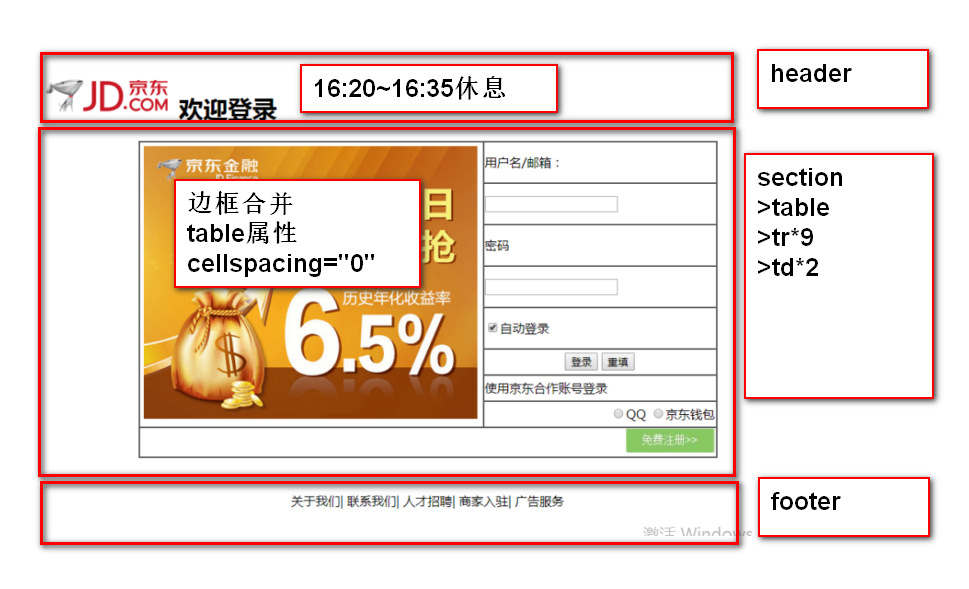 京东
JD.COM
欢迎登录
16:20~16:35休息
header
京东金融
JD Finance
日
抢
边框合并
table属性
cellspacing="0"
历史年化收益率
6.5%
用户名/邮箱：
密码
自动登录
登录 重填
使用京东合作账号登录
QQ 京东钱包
免费注册>>
section
>table
>tr*9
>td*2
关于我们| 联系我们| 人才招聘| 商家入驻| 广告服务
footer
激活 Windows